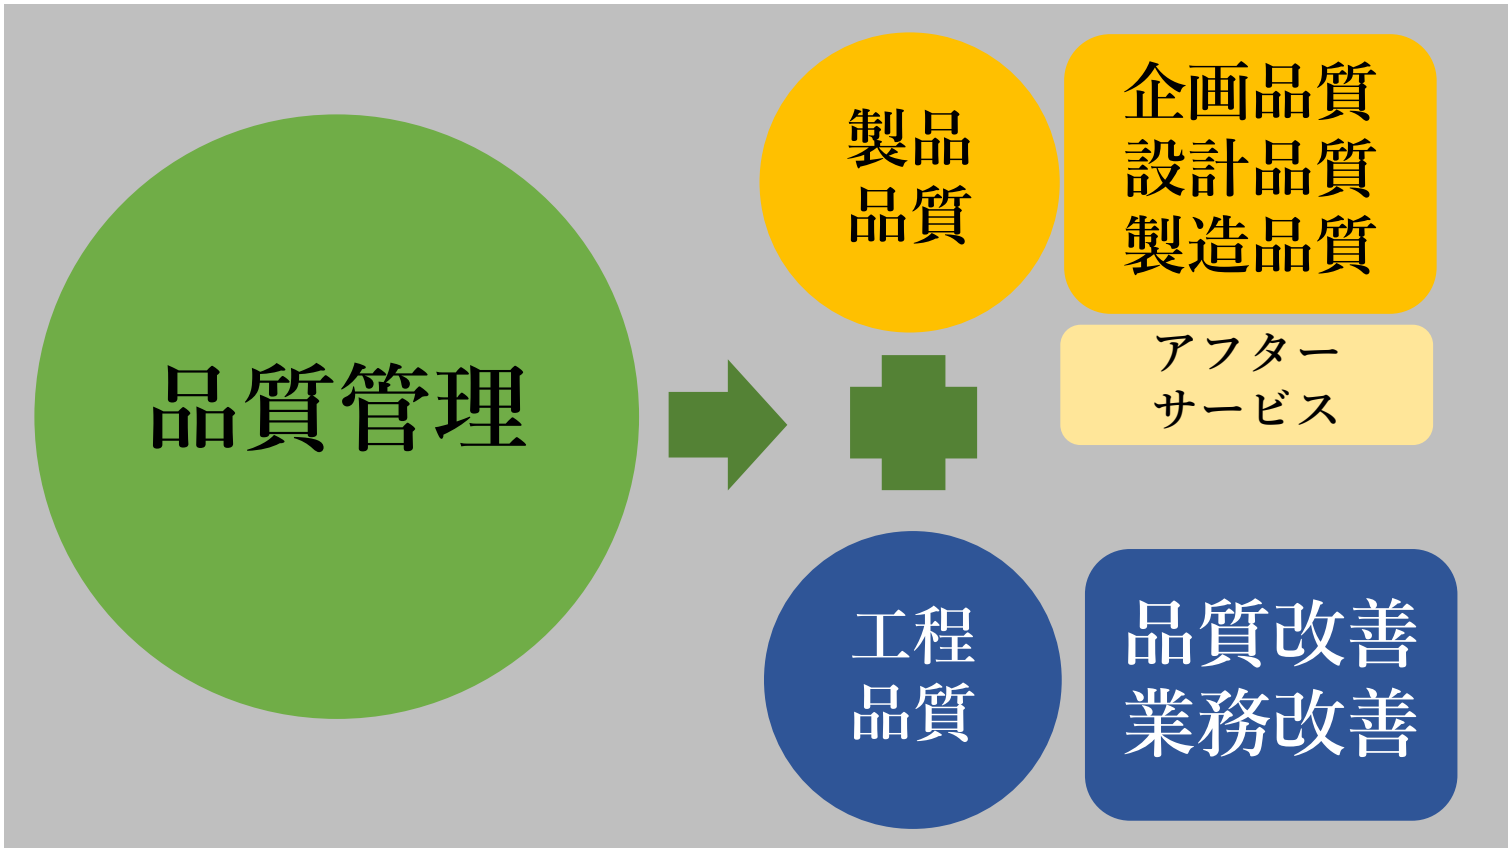 品質管理
製品
品質
企画品質
設計品質
製造品質
アフター
サービス
工程
品質
品質改善
業務改善